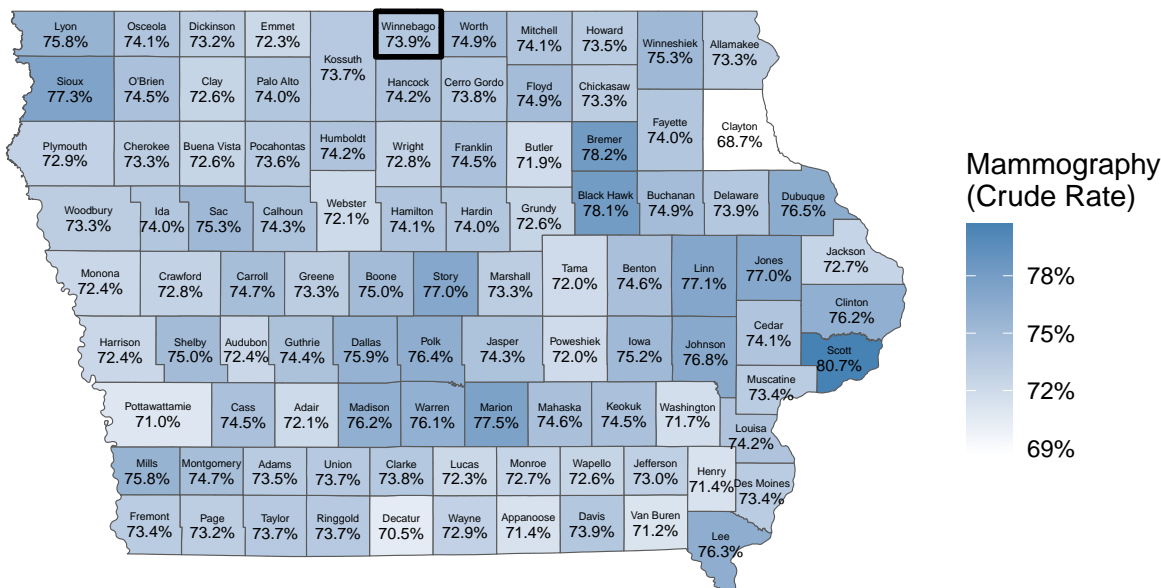 Lyon
75.8%
Osceola
74.1%
Dickinson
73.2%
Emmet
72.3%
Kossuth
73.7%
Winnebago
73.9%
Worth
74.9%
Mitchell
74.1%
Howard
73.5%
Winneshiek
75.3%
Allamakee
73.3%
Sioux
77.3%
O'Brien
74.5%
Clay
72.6%
Palo Alto
74.0%
Hancock
74.2%
Cerro Gordo
73.8%
Floyd
74.9%
Chickasaw
73.3%
Fayette
74.0%
Clayton
68.7%
Plymouth
72.9%
Cherokee
73.3%
Buena Vista
72.6%
Pocahontas
73.6%
Humboldt
74.2%
Wright
72.8%
Franklin
74.5%
Butler
71.9%
Bremer
78.2%
Woodbury
73.3%
Ida
74.0%
Sac
75.3%
Calhoun
74.3%
Webster
72.1%
Hamilton
74.1%
Hardin
74.0%
Grundy
72.6%
Black Hawk
78.1%
Buchanan
74.9%
Delaware
73.9%
Dubuque
76.5%
Monona
72.4%
Crawford
72.8%
Carroll
74.7%
Greene
73.3%
Boone
75.0%
Story
77.0%
Marshall
73.3%
Tama
72.0%
Benton
74.6%
Linn
77.1%
Jones
77.0%
Jackson
72.7%
Clinton
76.2%
Harrison
72.4%
Shelby
75.0%
Audubon
72.4%
Guthrie
74.4%
Dallas
75.9%
Polk
76.4%
Jasper
74.3%
Poweshiek
72.0%
Iowa
75.2%
Johnson
76.8%
Cedar
74.1%
Scott
80.7%
Muscatine
73.4%
Pottawattamie
71.0%
Cass
74.5%
Adair
72.1%
Madison
76.2%
Warren
76.1%
Marion
77.5%
Mahaska
74.6%
Keokuk
74.5%
Washington
71.7%
Louisa
74.2%
Mills
75.8%
Montgomery
74.7%
Adams
73.5%
Union
73.7%
Clarke
73.8%
Lucas
72.3%
Monroe
72.7%
Wapello
72.6%
Jefferson
73.0%
Henry
71.4%
Des Moines
73.4%
Fremont
73.4%
Page
73.2%
Taylor
73.7%
Ringgold
73.7%
Decatur
70.5%
Wayne
72.9%
Appanoose
71.4%
Davis
73.9%
Van Buren
71.2%
Lee
76.3%
Mammography
(Crude Rate)
78%
75%
72%
69%